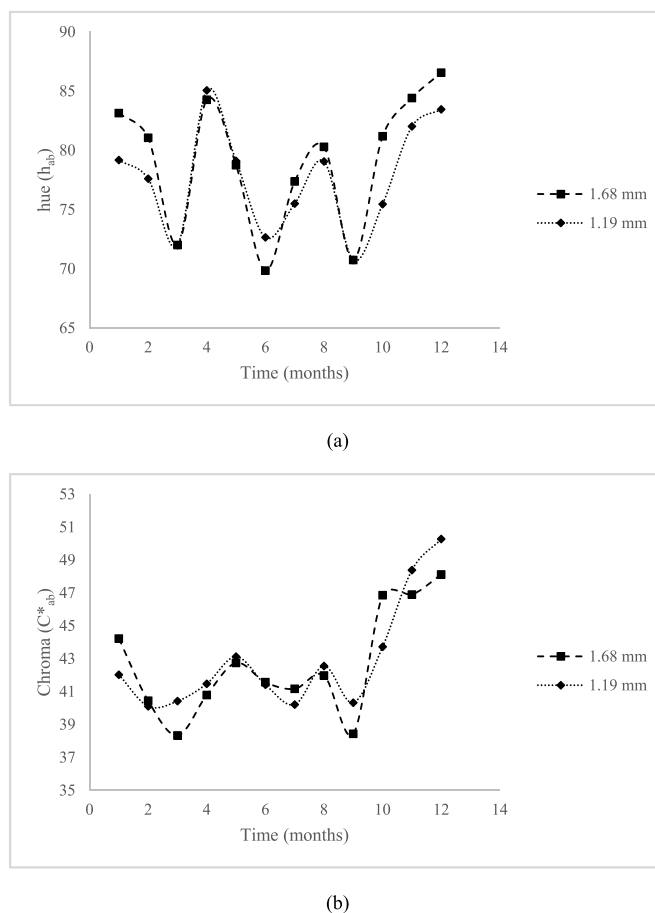 90
85
80
75
70
65
hue (hab)
0 2 4 6 8 10 12 14
Time (months)
1.68 mm
1.19 mm
(a)
53
51
49
47
45
43
41
39
37
35
Chroma (C*ab)
0 2 4 6 8 10 12 14
Time (months)
1.68 mm
1.19 mm
(b)